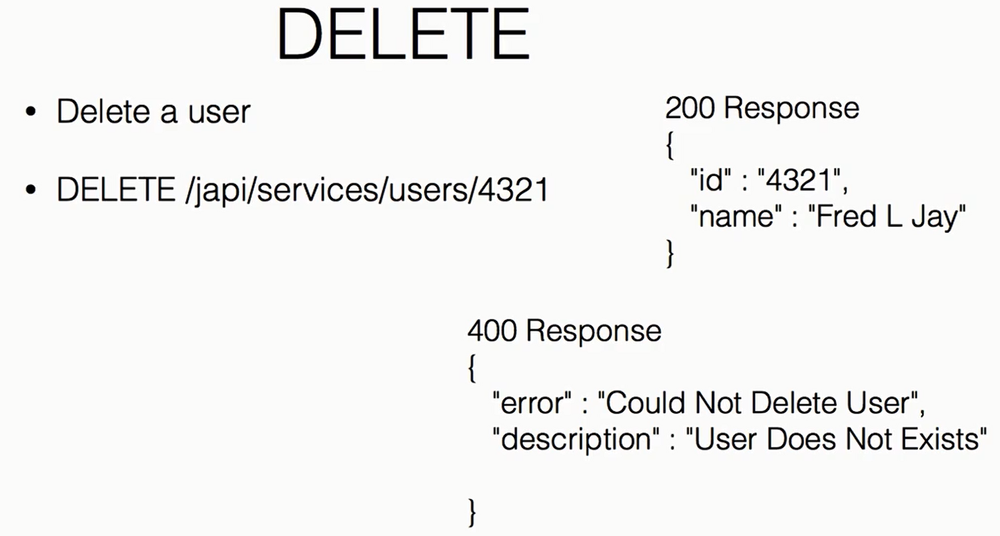 DELETE
• Delete a user
• DELETE /japi/services/users/4321
200 Response
{
"id" : "4321",
"name" : "Fred L Jay"
}
400 Response
{
"error" : "Could Not Delete User",
"description" : "User Does Not Exists"
}